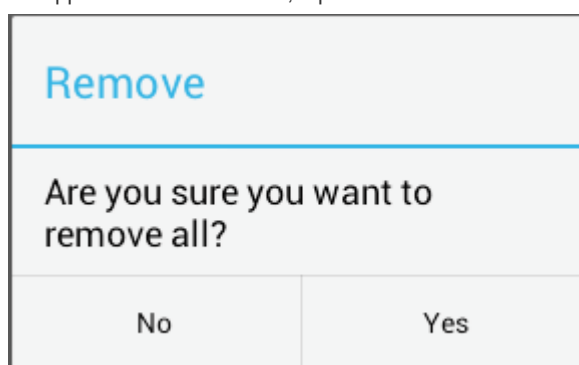 Remove
Are you sure you want to
remove all?
No
Yes